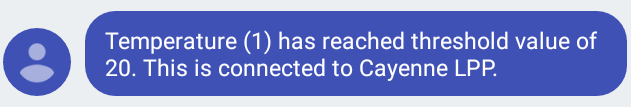 Temperature (1) has reached threshold value of
20. This is connected to Cayenne LPP.